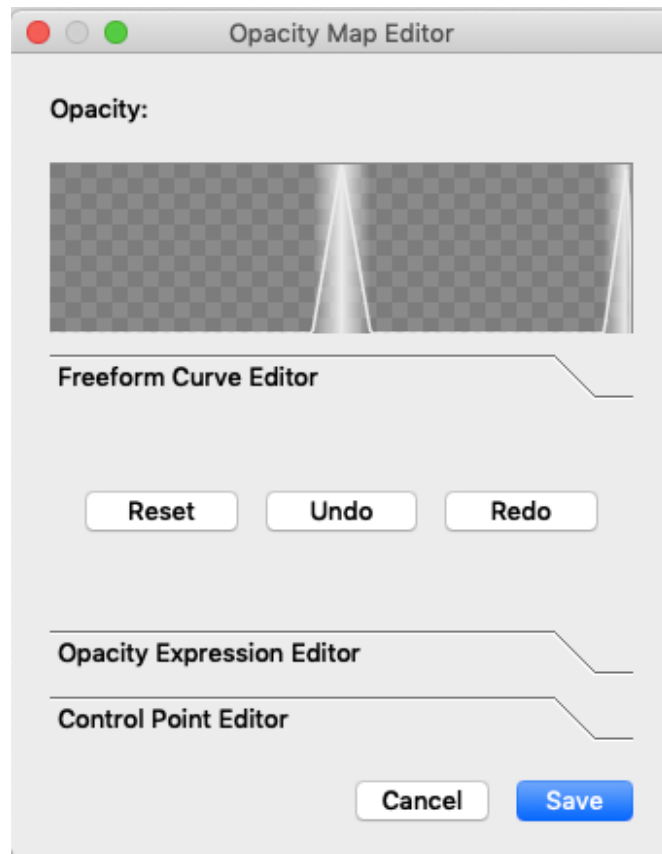 Opacity Map Editor
Opacity:
Freeform Curve Editor
Reset Undo Redo
Opacity Expression Editor
Control Point Editor
Cancel Save